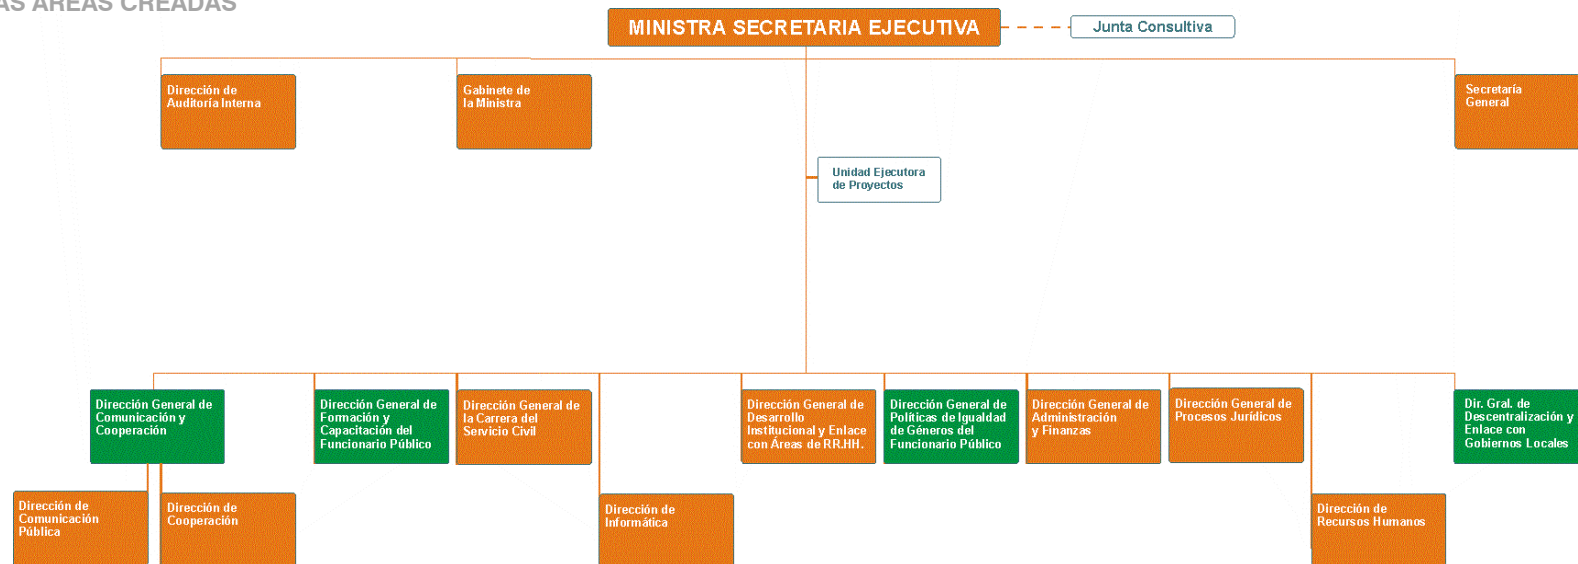 AS ÁREAS CREADAS
MINISTRA SECRETARIA EJECUTIVA
Junta Consultiva
Dirección de
Auditoría Interna
Gabinete de
la Ministra
Secretaría
General
Unidad Ejecutora
de Proyectos
Dirección General de
Comunicación y
Cooperación
Dirección General de
Formación y
Capacitación del
Funcionario Público
Dirección General de
la Carrera del
Servicio Civil
Dirección General de
Desarrollo
Institucional y Enlace
con Áreas de RR.HH.
Dirección General de
Políticas de Igualdad
de Géneros del
Funcionario Público
Dirección General de
Administración
y Finanzas
Dirección General de
Procesos Jurídicos
Dir. Gral. de
Descentralización y
Enlace con
Gobiernos Locales
Dirección de
Comunicación
Pública
Dirección de
Cooperación
Dirección de
Informática
Dirección de
Recursos Humanos